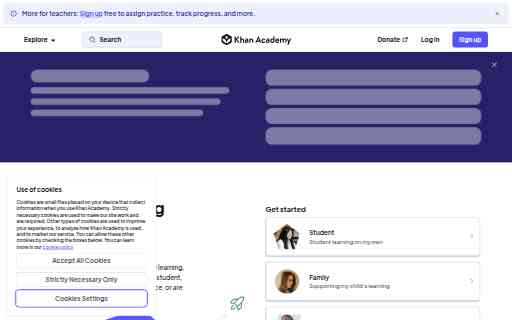 More for teachers: Sign up free to assign practice, track progress, and more.
Explore
Search
Khan Academy
Donate
Log in
Sign up
Use of cookies
Cookies are small files placed on your device that collect
information when you use Khan Academy. Strictly
necessary cookies are used to make our site work and
are required. Other types of cookies are used to improve
your experience, to analyze how Khan Academy is used,
and to market our service. You can allow these other
cookies by checking the boxes below. You can learn
more in our cookies policy
Accept All Cookies
Strictly Necessary Only
Cookies Settings
g
learning.
student,
ce, or are
Get started
Student
Student learning on my own
Family
Supporting my child's learning